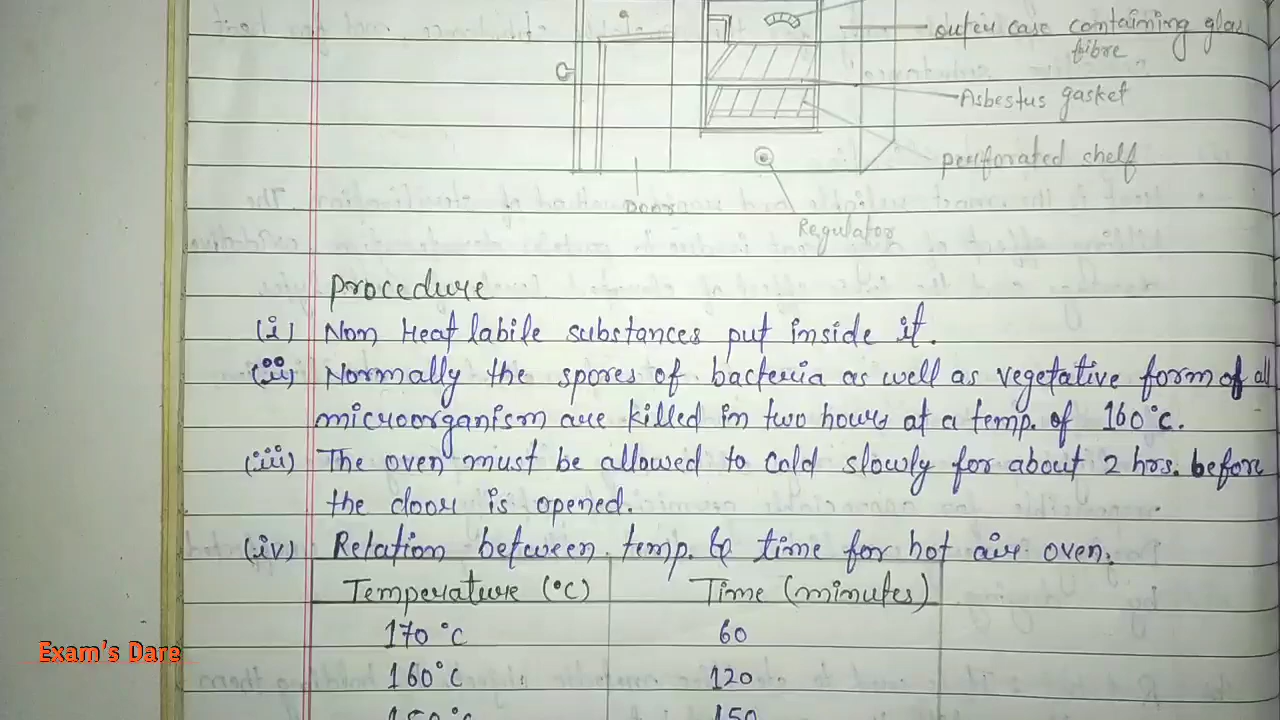 outer case containing glass
fibre
Asbestus gasket
perforated shelf
Door
Regulator
Procedure
(i) Non Heat labile substances put inside it.
(ii) Normally the spores of bacteria as well as vegetative form of all
microorganism are killed in two hours at a temp. of 160°c.
(iii) The oven must be allowed to cold slowly for about 2 hrs. before
the door is opened.
(iv) Relation between temp. & time for hot air oven.
Temperature (°C) Time (minutes)
170°C 60
160°C 120
150
Exam's Dare